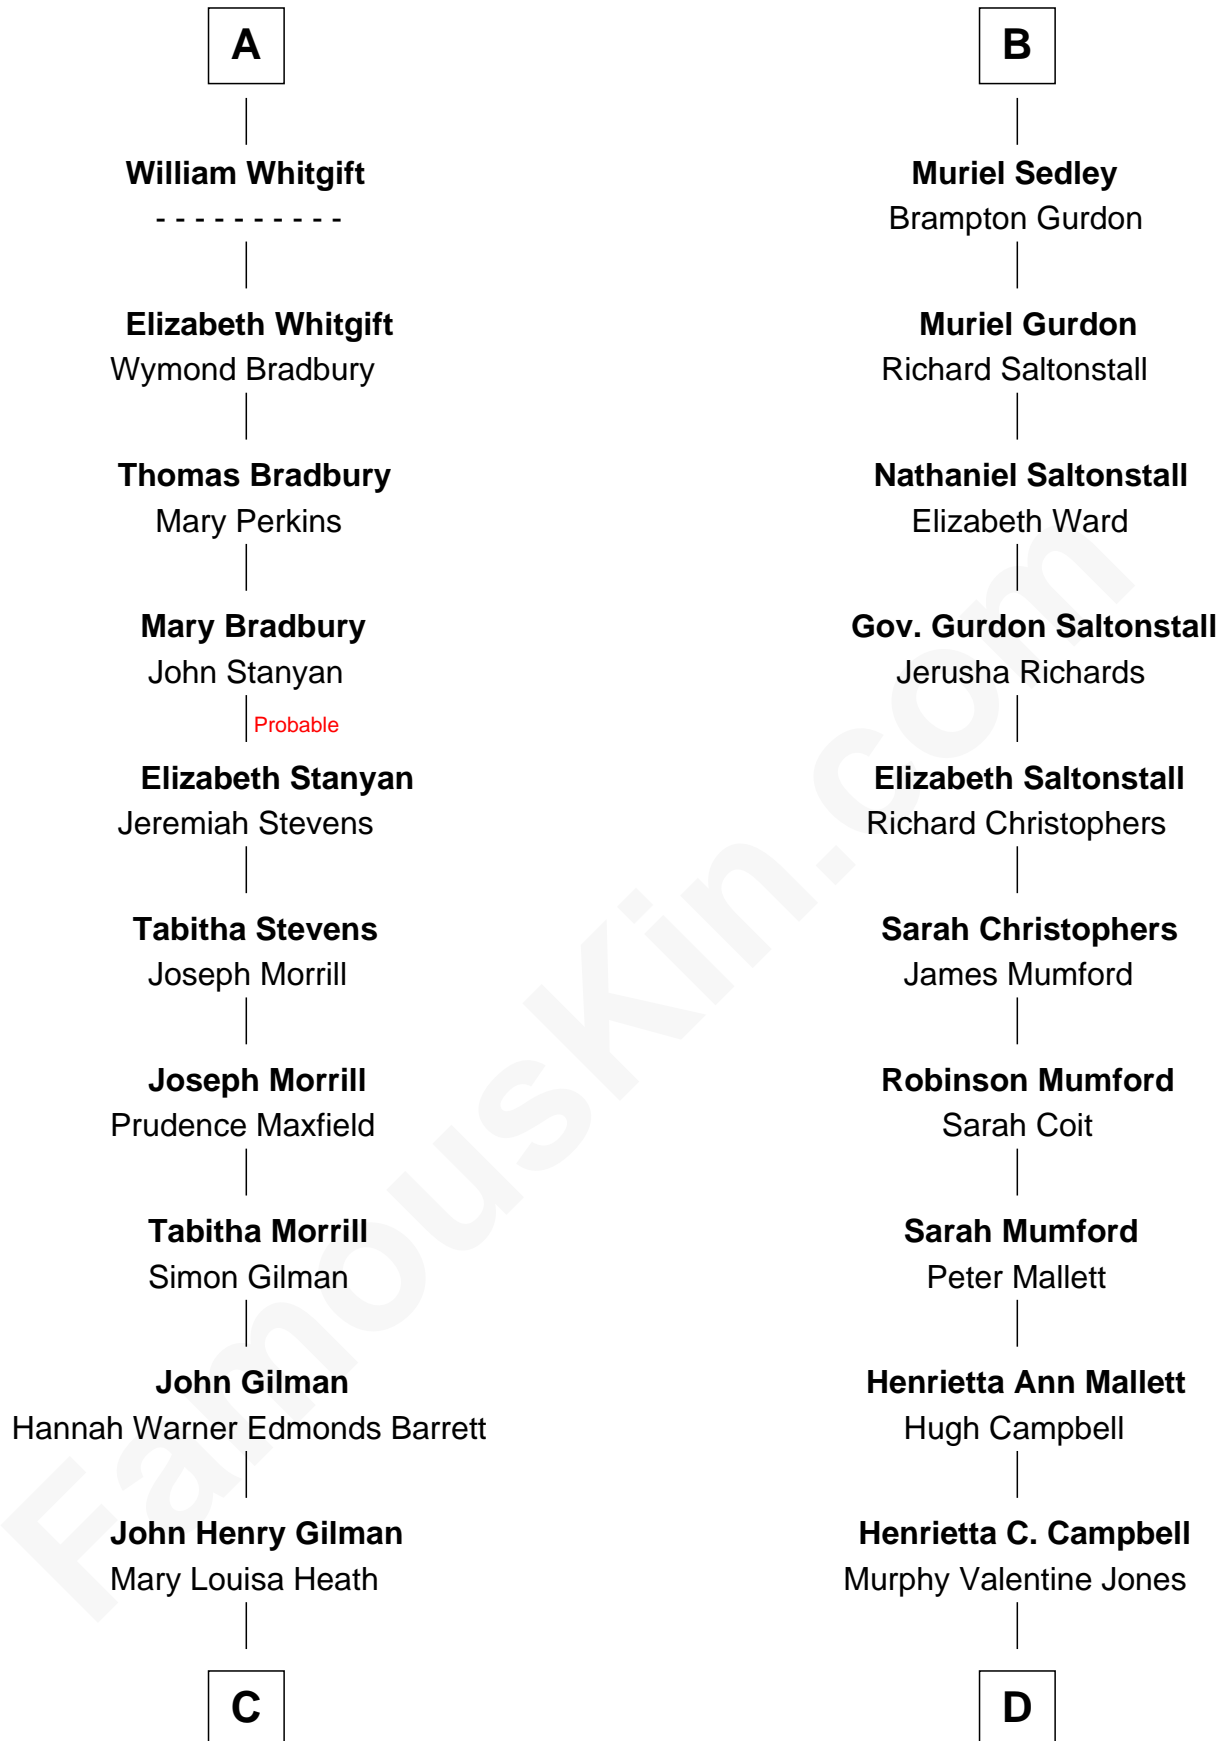 A
William Whitgift
- - - - - - - - - -
Elizabeth Whitgift
Wymond Bradbury
Thomas Bradbury
Mary Perkins
Mary Bradbury
John Stanyan
Probable
Elizabeth Stanyan
Jeremiah Stevens
Tabitha Stevens
Joseph Morrill
Joseph Morrill
Prudence Maxfield
Tabitha Morrill
Simon Gilman
John Gilman
Hannah Warner Edmonds Barrett
John Henry Gilman
Mary Louisa Heath
C
B
Muriel Sedley
Brampton Gurdon
Muriel Gurdon
Richard Saltonstall
Nathaniel Saltonstall
Elizabeth Ward
Gov. Gurdon Saltonstall
Jerusha Richards
Elizabeth Saltonstall
Richard Christophers
Sarah Christophers
James Mumford
Robinson Mumford
Sarah Coit
Sarah Mumford
Peter Mallett
Henrietta Ann Mallett
Hugh Campbell
Henrietta C. Campbell
Murphy Valentine Jones
D
FamousKin.com